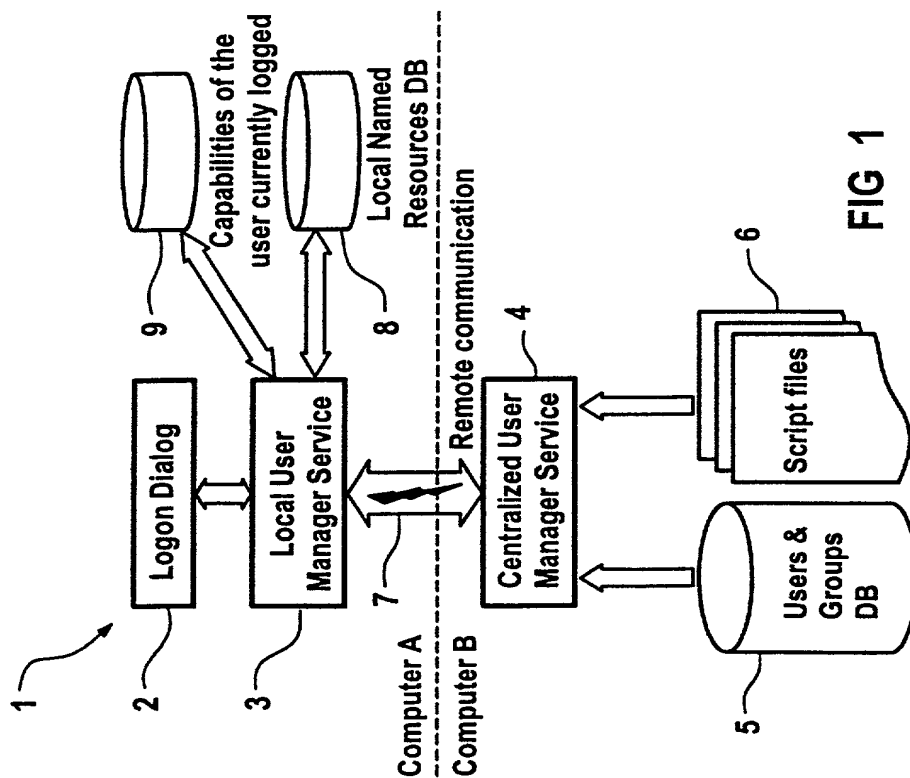 1
2
Logon Dialog
9
Capabilities of the
user currently logged
3
Local User
Manager Service
8
Local Named
Resources DB
7
Computer A
Remote communication
Computer B
4
Centralized User
Manager Service
5
Users &
Groups
DB
6
Script files
FIG 1